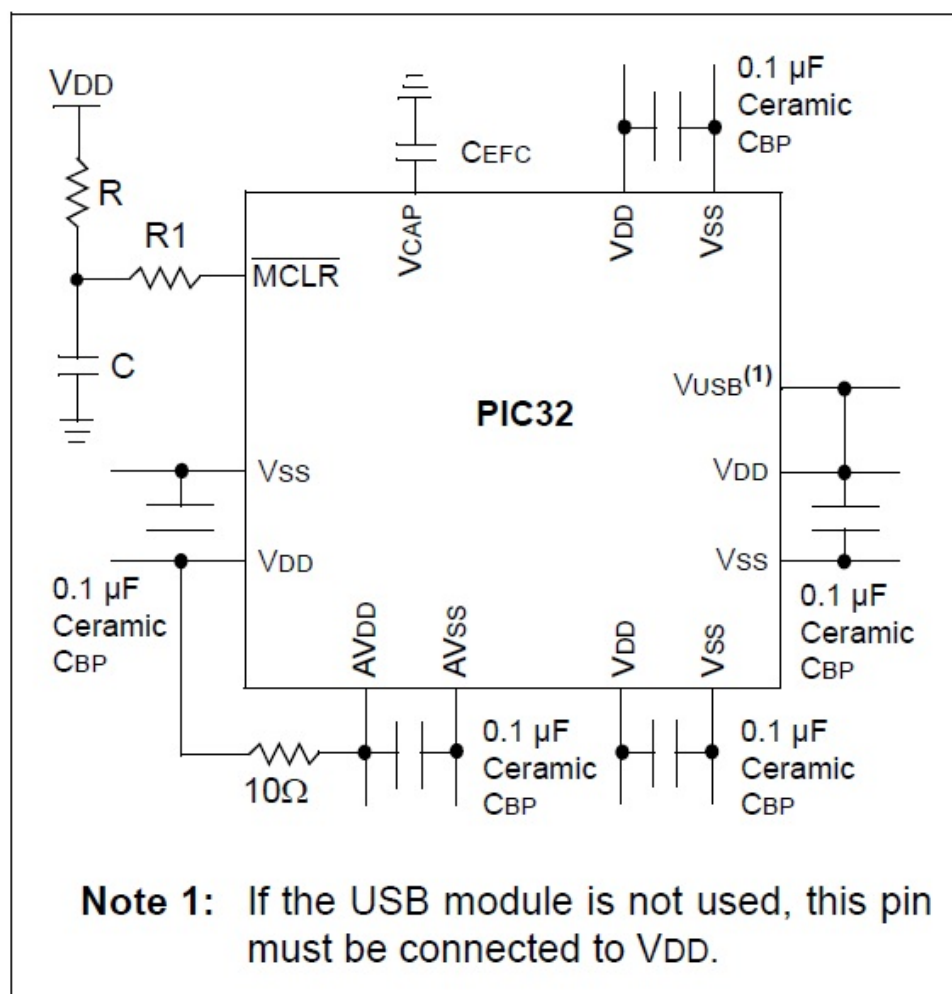 VDD
R
R1
C
CEFC
0.1 µF
Ceramic
CBP
VCAP
VDD
VSS
MCLR
PIC32
VUSB(1)
VDD
VSS
VSS
VDD
0.1 µF
Ceramic
CBP
0.1 µF
Ceramic
CBP
AVDD
AVSS
VDD
VSS
10Ω
0.1 µF
Ceramic
CBP
0.1 µF
Ceramic
CBP
Note 1: If the USB module is not used, this pin
must be connected to VDD.